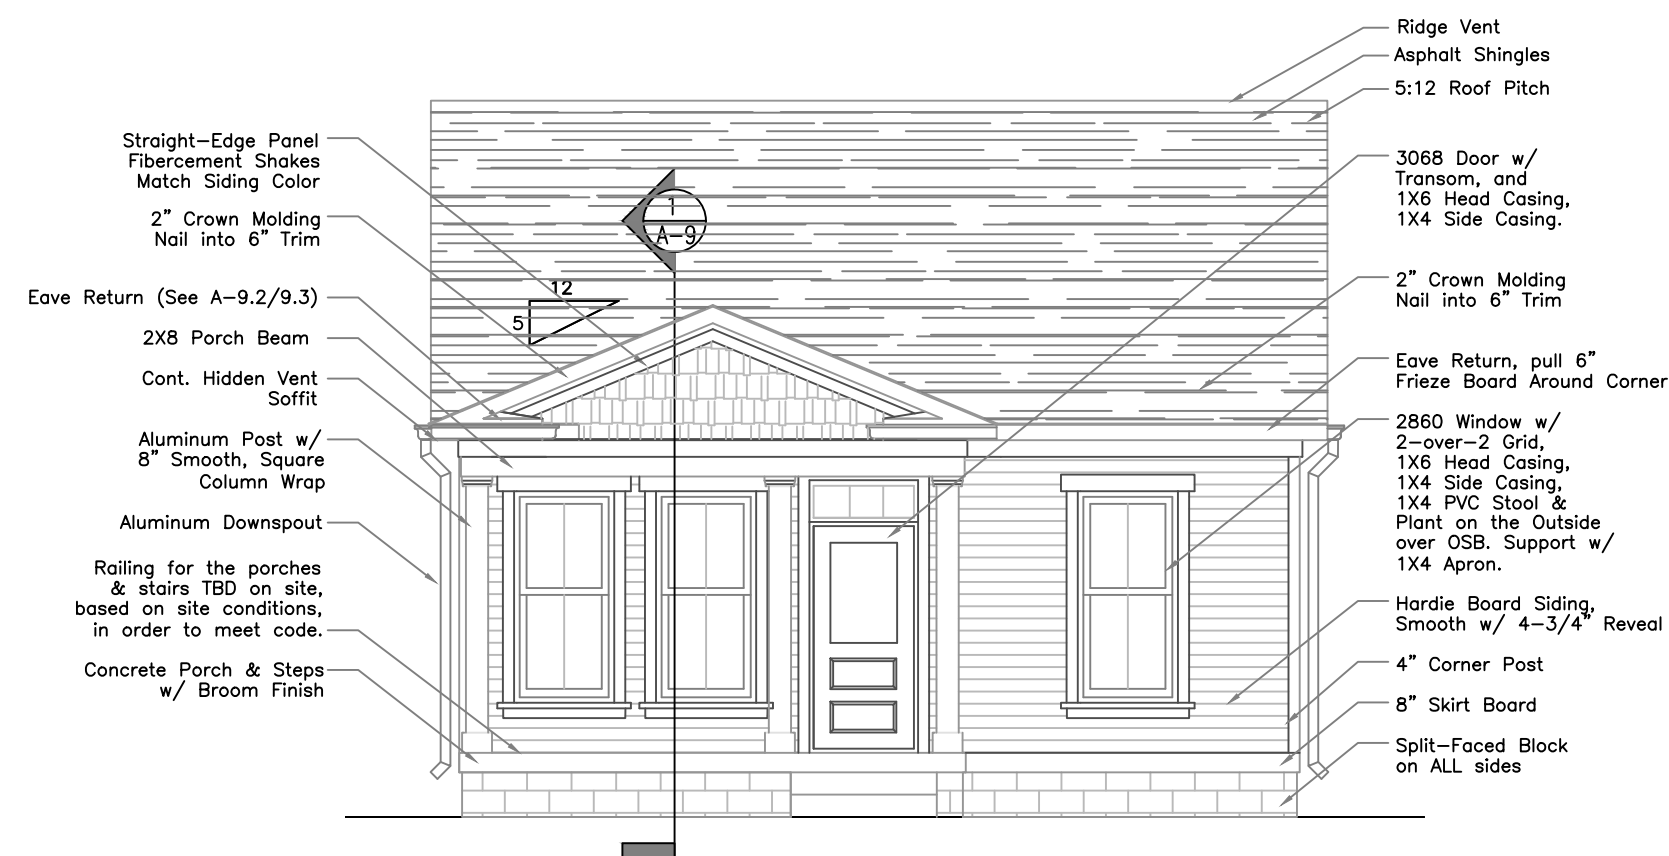 Ridge Vent
Asphalt Shingles
5:12 Roof Pitch
Straight-Edge Panel
Fibercement Shakes
Match Siding Color
2” Crown Molding
Nail into 6” Trim
Eave Return (See A-9.2/9.3)
2X8 Porch Beam
Cont. Hidden Vent
Soffit
Aluminum Post w/
8” Smooth, Square
Column Wrap
Aluminum Downspout
Railing for the porches
& stairs TBD on site,
based on site conditions,
in order to meet code.
Concrete Porch & Steps
w/ Broom Finish
1
A-9
12
5
3068 Door w/
Transom, and
1X6 Head Casing,
1X4 Side Casing.
2” Crown Molding
Nail into 6” Trim
Eave Return, pull 6”
Frieze Board Around Corner
2860 Window w/
2-over-2 Grid,
1X6 Head Casing,
1X4 Side Casing,
1X4 PVC Stool &
Plant on the Outside
over OSB. Support w/
1X4 Apron.
Hardie Board Siding,
Smooth w/ 4-3/4” Reveal
4” Corner Post
8” Skirt Board
Split-Faced Block
on ALL sides